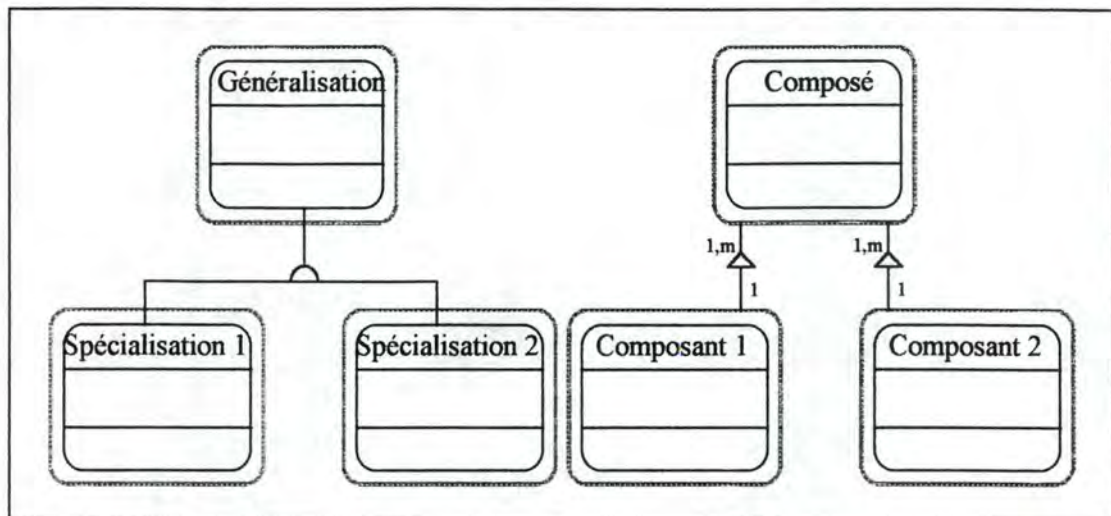 Généralisation
Composé
1,m
1,m
1
1
Spécialisation 1
Spécialisation 2
Composant 1
Composant 2